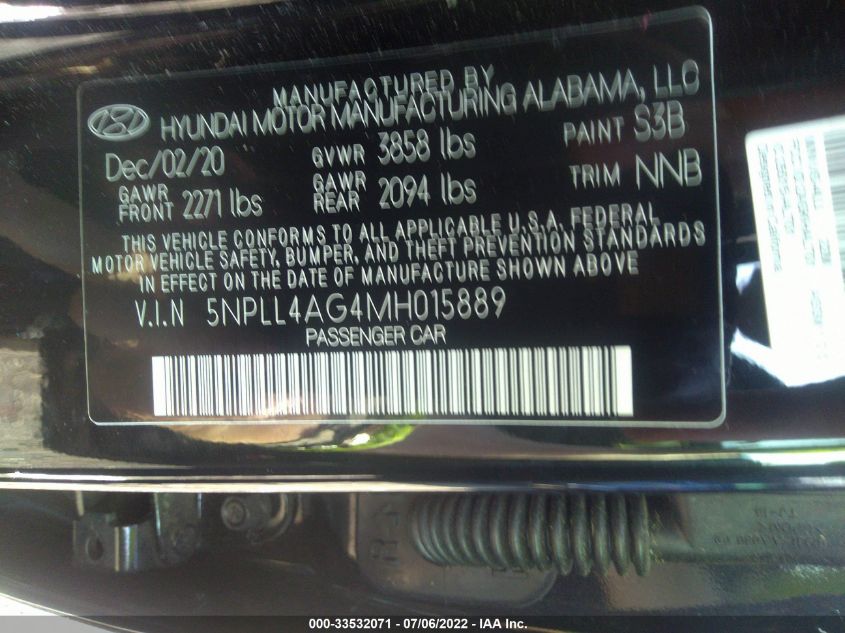 MANUFACTURED BY
HYUNDAI MOTOR MANUFACTURING ALABAMA, LLC
Dec/02/20 GVWR 3858 lbs PAINT S3B
GAWR FRONT 2271 lbs GAWR REAR 2094 lbs TRIM NNB
THIS VEHICLE CONFORMS TO ALL APPLICABLE U.S.A. FEDERAL
MOTOR VEHICLE SAFETY, BUMPER, AND THEFT PREVENTION STANDARDS
IN EFFECT ON THE DATE OF MANUFACTURE SHOWN ABOVE
V.I.N 5NPLL4AG4MH015889
PASSENGER CAR
000-33532071 - 07/06/2022 - IAA Inc.